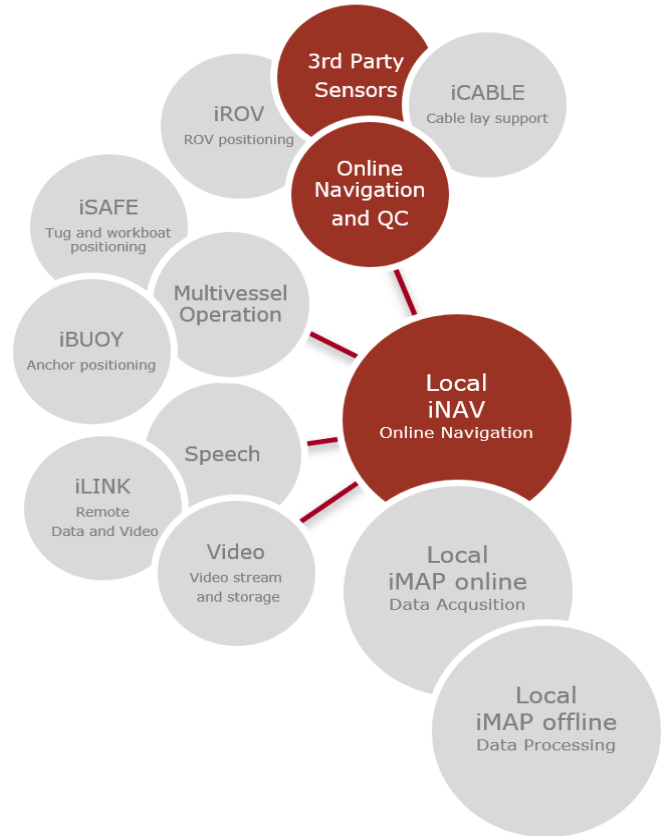 3rd Party
Sensors
iCABLE
Cable lay support
iROV
ROV positioning
Online
Navigation
and QC
iSAFE
Tug and workboat
positioning
Multivessel
Operation
iBUOY
Anchor positioning
Local
iNAV
Online Navigation
Speech
iLINK
Remote
Data and Video
Video
Video stream
and storage
Local
iMAP online
Data Acqusition
Local
iMAP offline
Data Processing